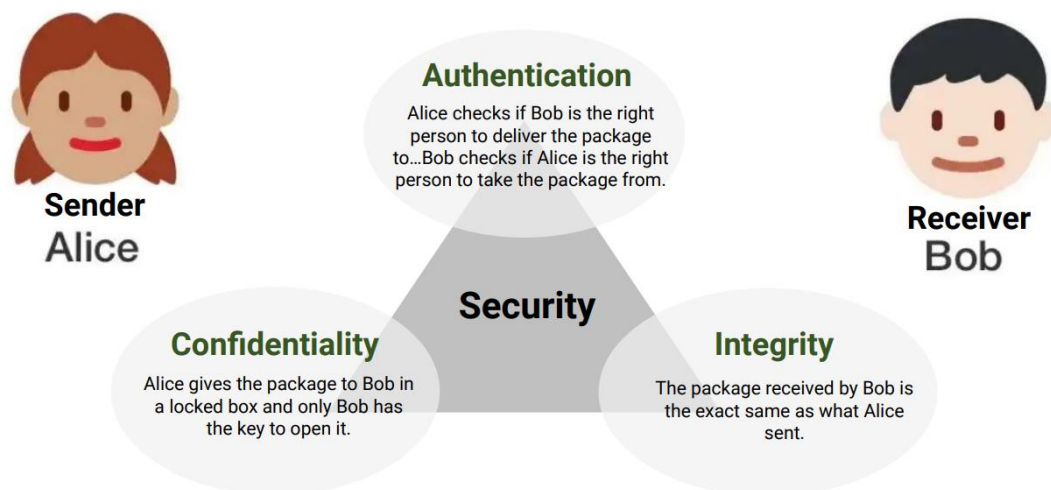 Authentication
Alice checks if Bob is the right
person to deliver the package
to...Bob checks if Alice is the right
person to take the package from.
Sender
Alice
Receiver
Bob
Security
Confidentiality
Alice gives the package to Bob in
a locked box and only Bob has
the key to open it.
Integrity
The package received by Bob is
the exact same as what Alice
sent.